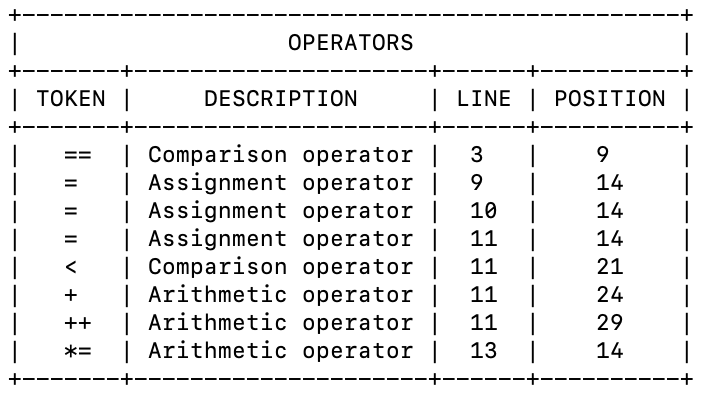 +-----------------------------------------------+
|                   OPERATORS                   |
+-------+---------------------+------+----------+
| TOKEN |     DESCRIPTION     | LINE | POSITION |
+-------+---------------------+------+----------+
|   ==  | Comparison operator |  3   |    9     |
|   =   | Assignment operator |  9   |    14    |
|   =   | Assignment operator |  10  |    14    |
|   =   | Assignment operator |  11  |    14    |
|   <   | Comparison operator |  11  |    21    |
|   +   | Arithmetic operator |  11  |    24    |
|   ++  | Arithmetic operator |  11  |    29    |
|   *=  | Arithmetic operator |  13  |    14    |
+-------+---------------------+------+----------+